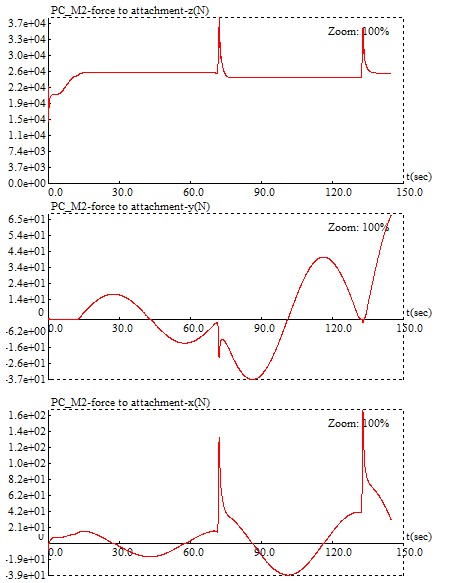 PC_M2-force to attachment-z(N)
3.7e+04
Zoom: 100%
3.0e+04
2.6e+04
2.2e+04
1.9e+04
1.5e+04
1.1e+04
7.4e+03
3.7e+03
0.0e+00
t(sec)
0.0 30.0 60.0 90.0 120.0 150.0
PC_M2-force to attachment-y(N)
6.5e+01
Zoom: 100%
5.4e+01
4.4e+01
3.4e+01
2.4e+01
1.4e+01
0
t(sec)
0.0 30.0 60.0 90.0 120.0 150.0
-6.2e+00
-1.6e+01
-2.6e+01
-3.7e+01
PC_M2-force to attachment-x(N)
1.6e+02
Zoom: 100%
1.4e+02
1.2e+02
1.0e+02
8.2e+01
6.2e+01
4.2e+01
2.1e+01
0
t(sec)
0.0 30.0 60.0 90.0 120.0 150.0
-1.9e+01
-3.9e+01